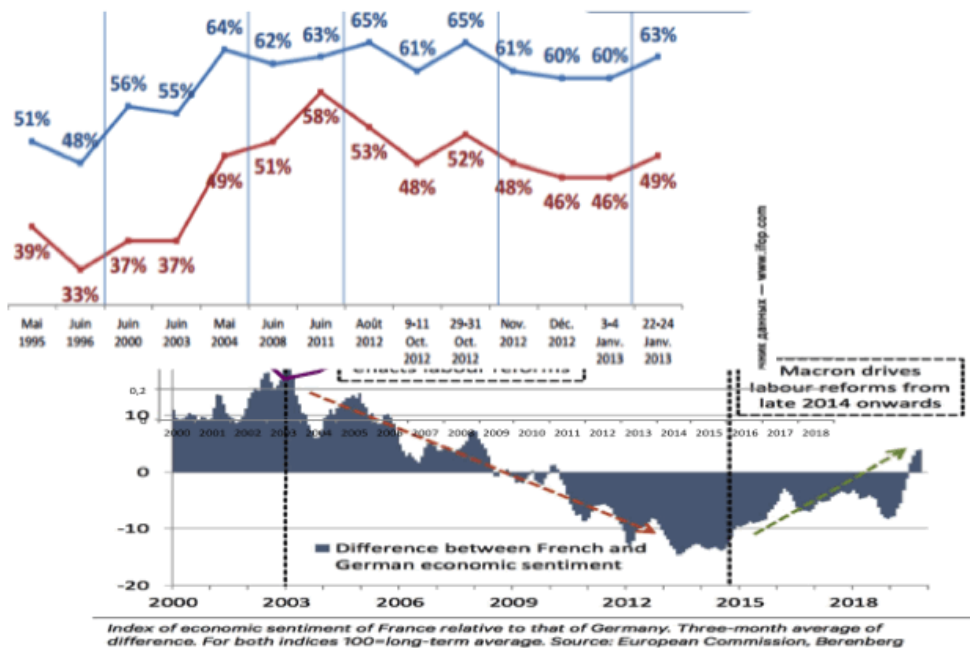 64% 65% 65%
62% 63% 61% 61% 60% 60% 63%
56% 55%
51% 48%
58%
49% 51% 53% 48% 52% 48% 46% 46% 49%
39% 33% 37% 37%
Mai Juin Juin Juin Mai Juin Juin Août 9-11 29-31 Nov. Déc. 3-4 22-24
1995 1996 2000 2003 2004 2008 2011 2012 Oct. Oct. 2012 2012 Janv. Janv.
2012 2012 2013 2013
данных — www.ifop.com
labour reforms
Macron drives
labour reforms from
late 2014 onwards
0,2
10
0
2000 2001 2002 2003 2004 2005 2006 2007 2008 2010 2011 2012 2013 2014 2015 2016 2017 2018
0
-10
-20
Difference between French and
German economic sentiment
2000 2003 2006 2009 2012 2015 2018
Index of economic sentiment of France relative to that of Germany. Three-month average of
difference. For both indices 100=long-term average. Source: European Commission, Berenberg